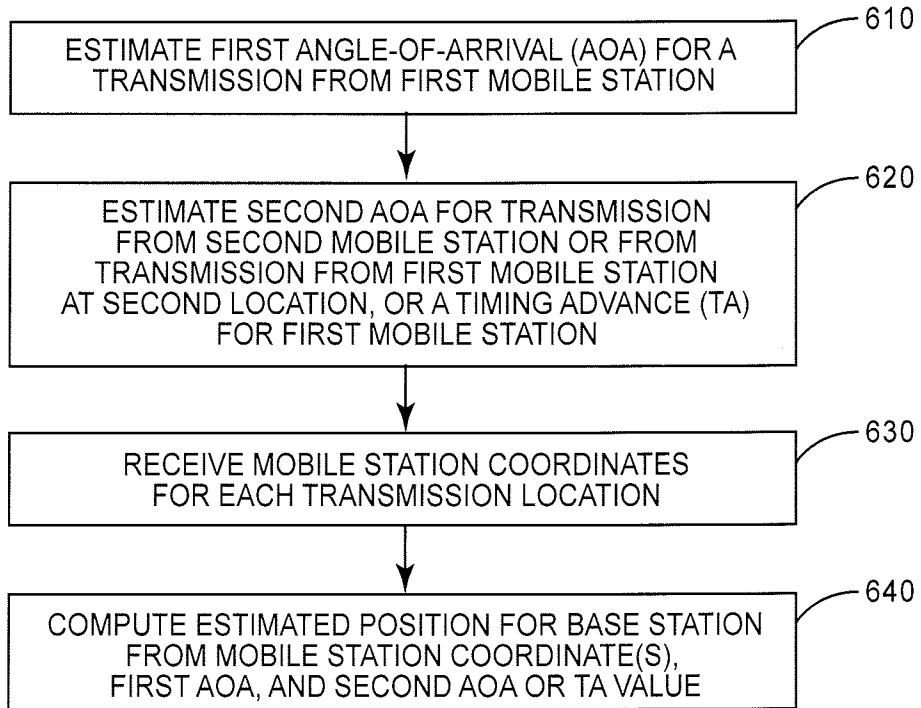 610
ESTIMATE FIRST ANGLE-OF-ARRIVAL (AOA) FOR A
TRANSMISSION FROM FIRST MOBILE STATION
620
ESTIMATE SECOND AOA FOR TRANSMISSION
FROM SECOND MOBILE STATION OR FROM
TRANSMISSION FROM FIRST MOBILE STATION
AT SECOND LOCATION, OR A TIMING ADVANCE (TA)
FOR FIRST MOBILE STATION
630
RECEIVE MOBILE STATION COORDINATES
FOR EACH TRANSMISSION LOCATION
640
COMPUTE ESTIMATED POSITION FOR BASE STATION
FROM MOBILE STATION COORDINATE(S),
FIRST AOA, AND SECOND AOA OR TA VALUE